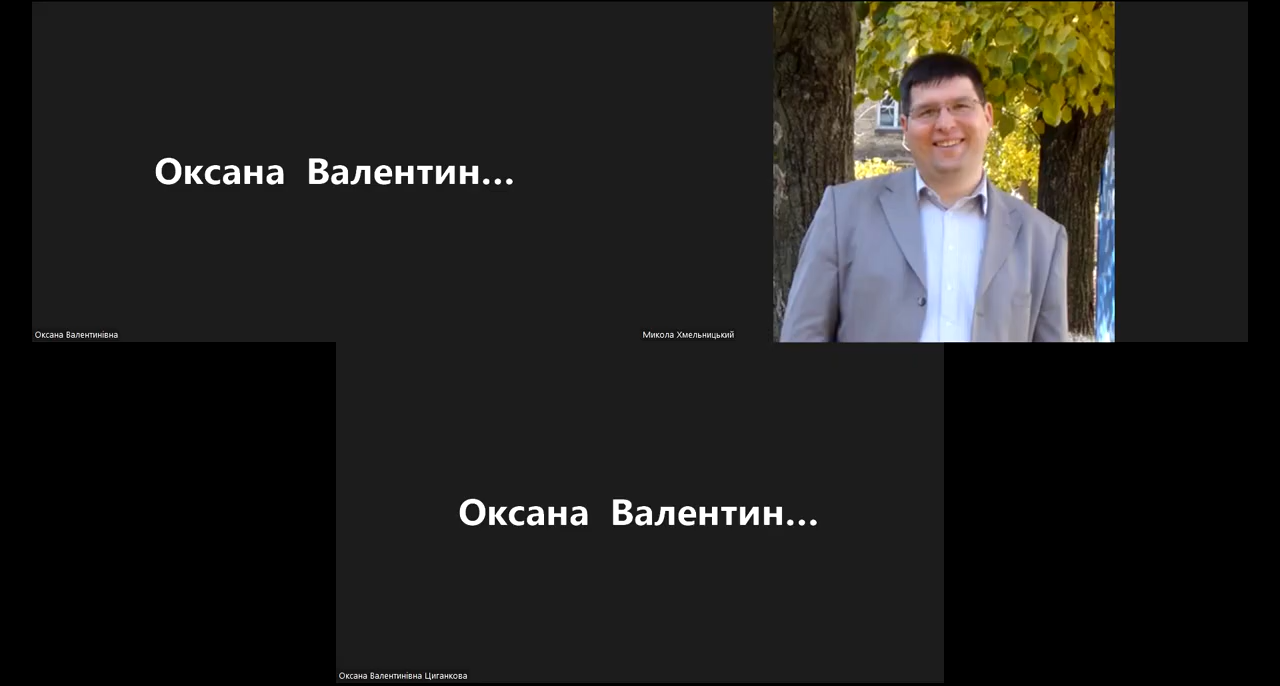 Оксана Валентин...
Оксана Валентинівна
Микола Хмельницький
Оксана Валентин...
Оксана Валентинівна Циганкова